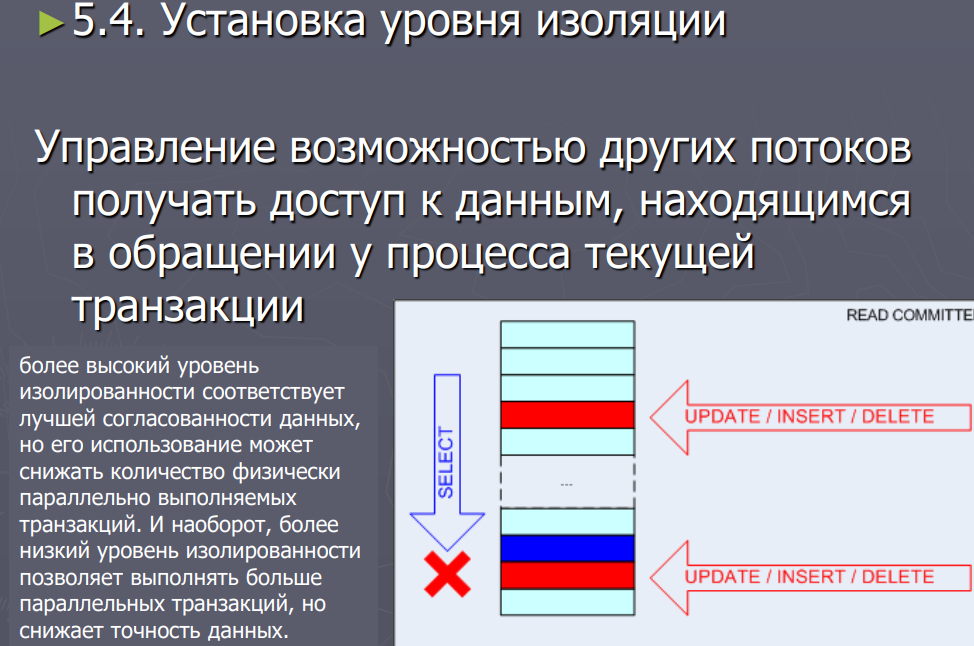 ► 5.4. Установка уровня изоляции
Управление возможностью других потоков
получать доступ к данным, находящимся
в обращении у процесса текущей
транзакции
более высокий уровень
изолированности соответствует
лучшей согласованности данных,
но его использование может
снижать количество физически
параллельно выполняемых
транзакций. И наоборот, более
низкий уровень изолированности
позволяет выполнять больше
параллельных транзакций, но
снижает точность данных.
READ COMMITTE
SELECT
UPDATE / INSERT / DELETE
---
UPDATE / INSERT / DELETE